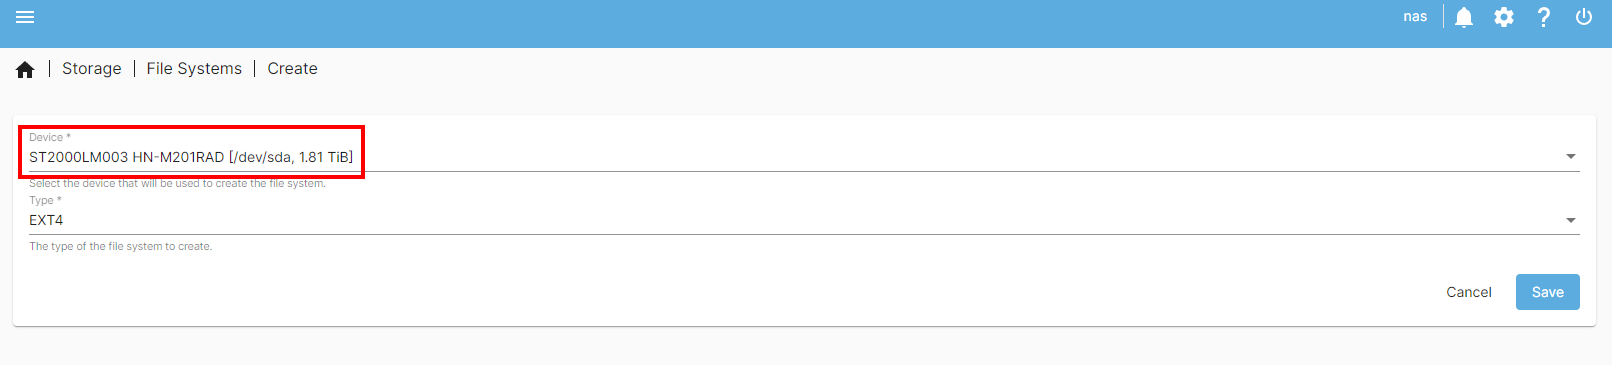 nas
Storage | File Systems | Create
Device *
ST2000LM003 HN-M201RAD [/dev/sda, 1.81 TiB]
Select the device that will be used to create the file system.
Type *
EXT4
The type of the file system to create.
Cancel Save